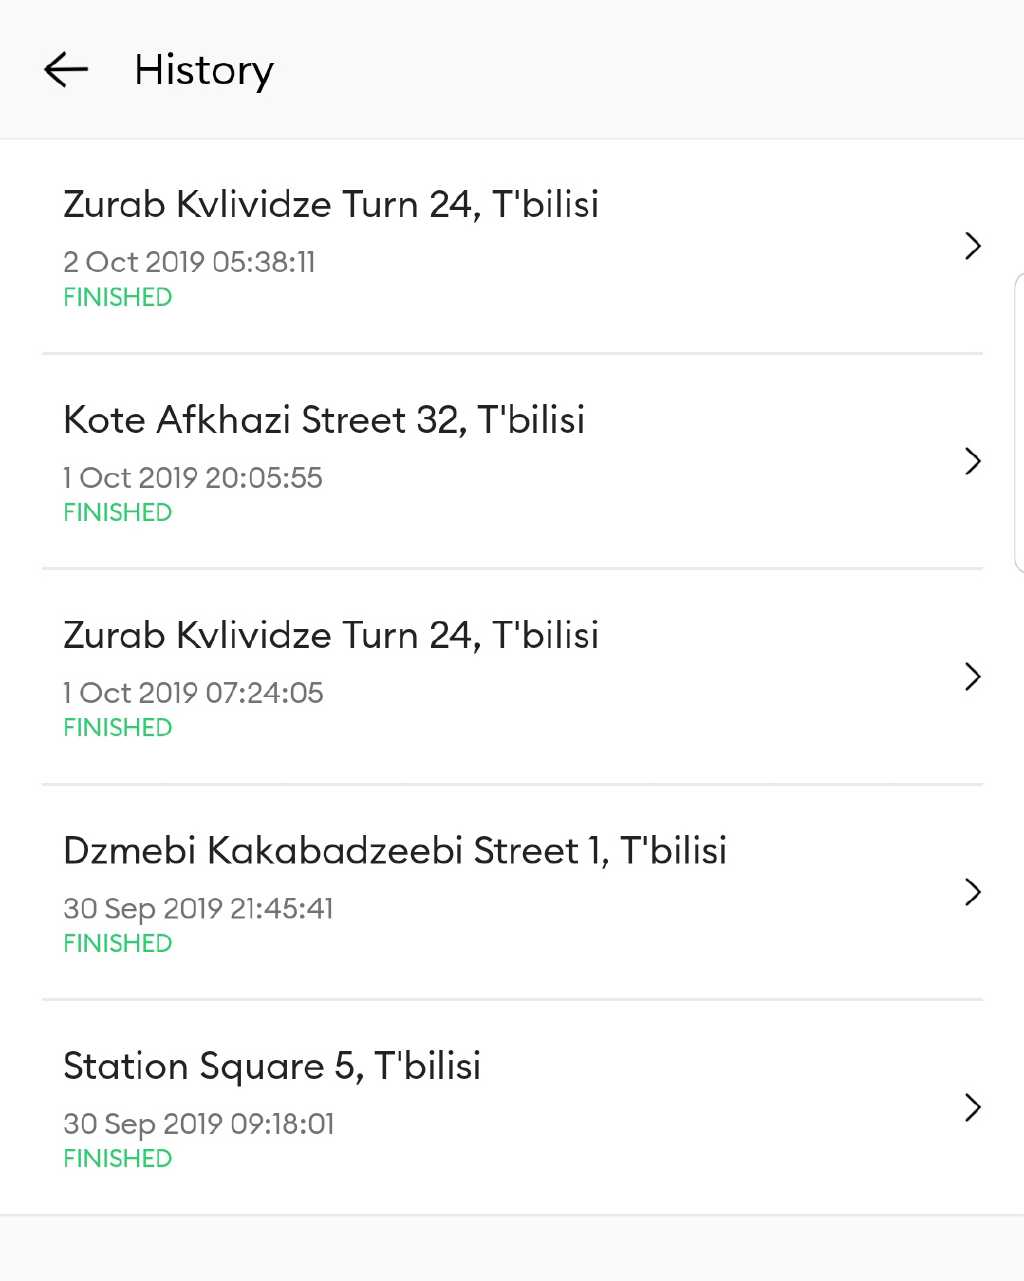 History
Zurab Kvlividze Turn 24, T'bilisi
2 Oct 2019 05:38:11
FINISHED
Kote Afkhazi Street 32, T'bilisi
1 Oct 2019 20:05:55
FINISHED
Zurab Kvlividze Turn 24, T'bilisi
1 Oct 2019 07:24:05
FINISHED
Dzmebi Kakabadzeebi Street 1, T'bilisi
30 Sep 2019 21:45:41
FINISHED
Station Square 5, T'bilisi
30 Sep 2019 09:18:01
FINISHED